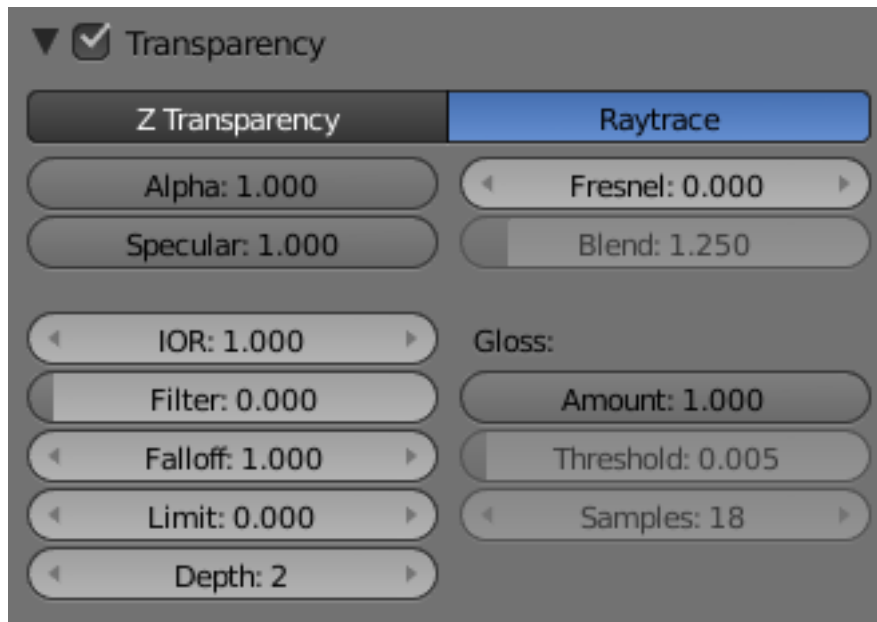 Transparency
Z Transparency Raytrace
Alpha: 1.000 Fresnel: 0.000
Specular: 1.000 Blend: 1.250
IOR: 1.000 Gloss:
Filter: 0.000 Amount: 1.000
Falloff: 1.000 Threshold: 0.005
Limit: 0.000 Samples: 18
Depth: 2